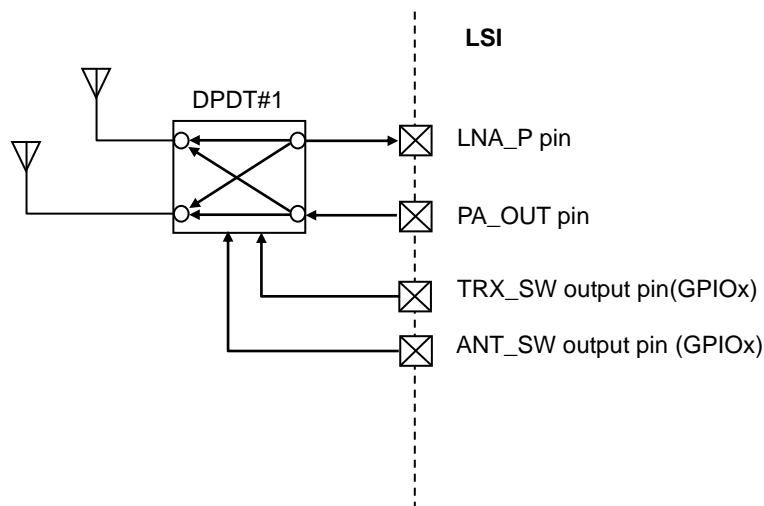 LSI
DPDT#1
LNA_P pin
PA_OUT pin
TRX_SW output pin(GPIOx)
ANT_SW output pin (GPIOx)